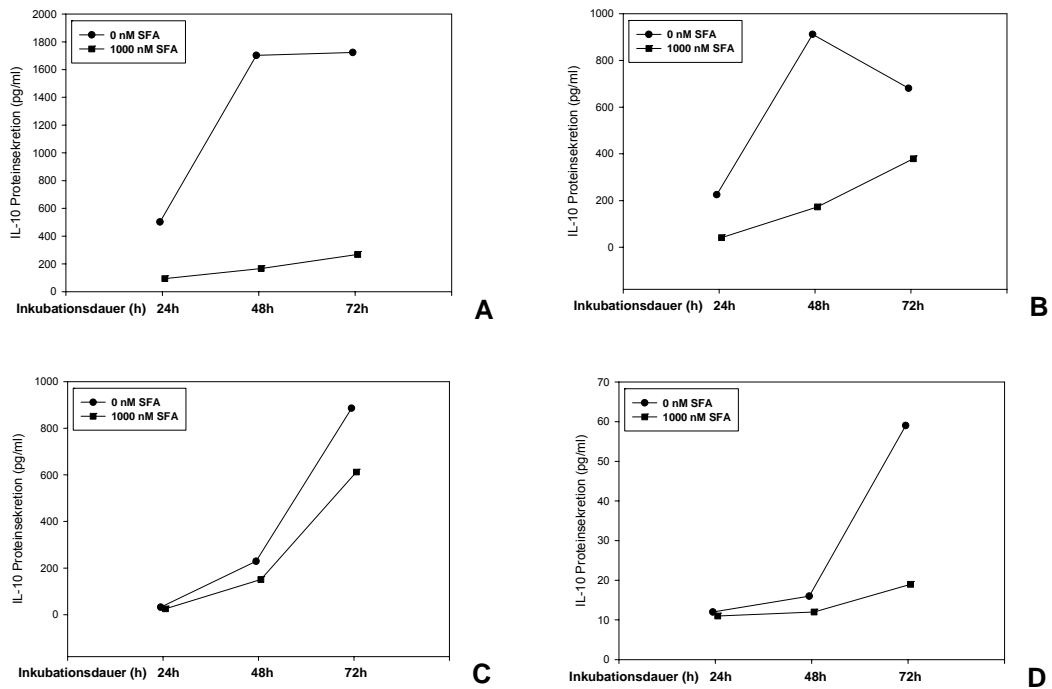 2000
1800
1600
1400
1200
1000
800
600
400
200
0
IL-10 Proteinsekretion (pg/ml)
0 nM SFA
1000 nM SFA
Inkubationsdauer (h) 24h 48h 72h
A
1000
800
600
400
200
0
IL-10 Proteinsekretion (pg/ml)
0 nM SFA
1000 nM SFA
Inkubationsdauer (h) 24h 48h 72h
B
1000
800
600
400
200
0
IL-10 Proteinsekretion (pg/ml)
0 nM SFA
1000 nM SFA
Inkubationsdauer (h) 24h 48h 72h
C
70
60
50
40
30
20
10
0
IL-10 Proteinsekretion (pg/ml)
0 nM SFA
1000 nM SFA
Inkubationsdauer (h) 24h 48h 72h
D